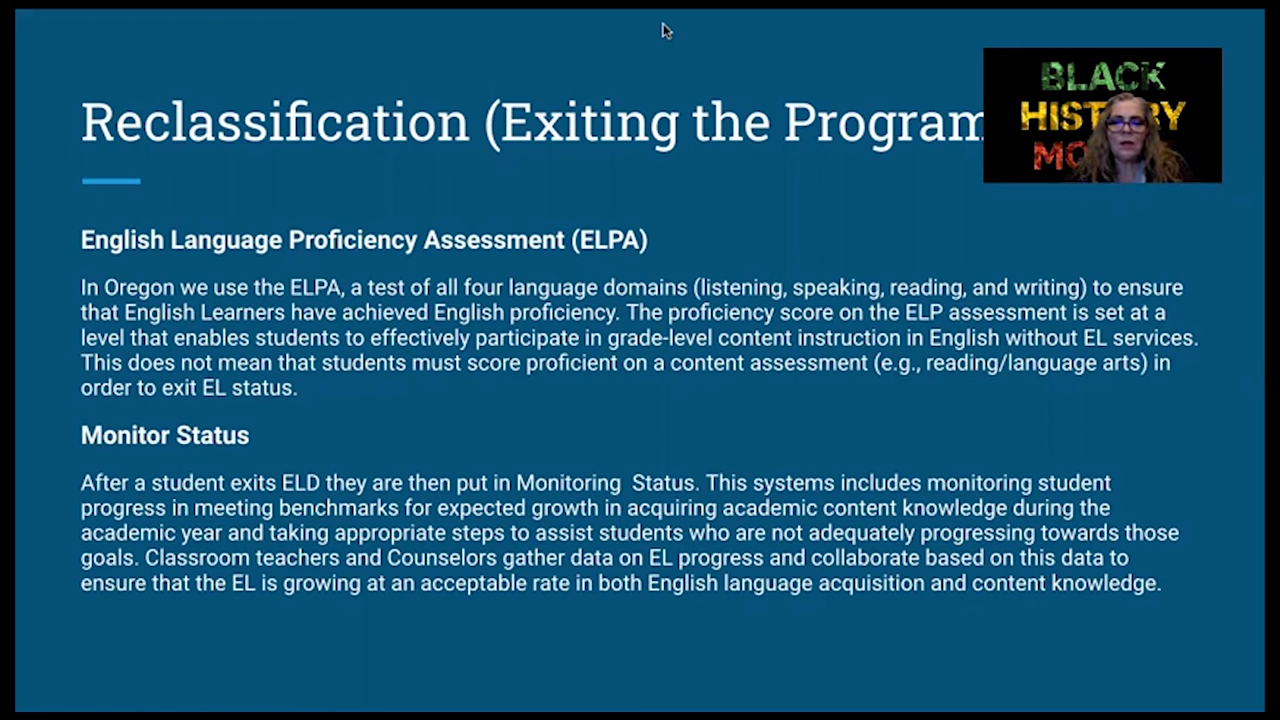 Reclassification (Exiting the Program
BLACK
HISTORY
MO
English Language Proficiency Assessment (ELPA)
In Oregon we use the ELPA, a test of all four language domains (listening, speaking, reading, and writing) to ensure
that English Learners have achieved English proficiency. The proficiency score on the ELP assessment is set at a
level that enables students to effectively participate in grade-level content instruction in English without EL services.
This does not mean that students must score proficient on a content assessment (e.g., reading/language arts) in
order to exit EL status.
Monitor Status
After a student exits ELD they are then put in Monitoring  Status. This systems includes monitoring student
progress in meeting benchmarks for expected growth in acquiring academic content knowledge during the
academic year and taking appropriate steps to assist students who are not adequately progressing towards those
goals. Classroom teachers and Counselors gather data on EL progress and collaborate based on this data to
ensure that the EL is growing at an acceptable rate in both English language acquisition and content knowledge.